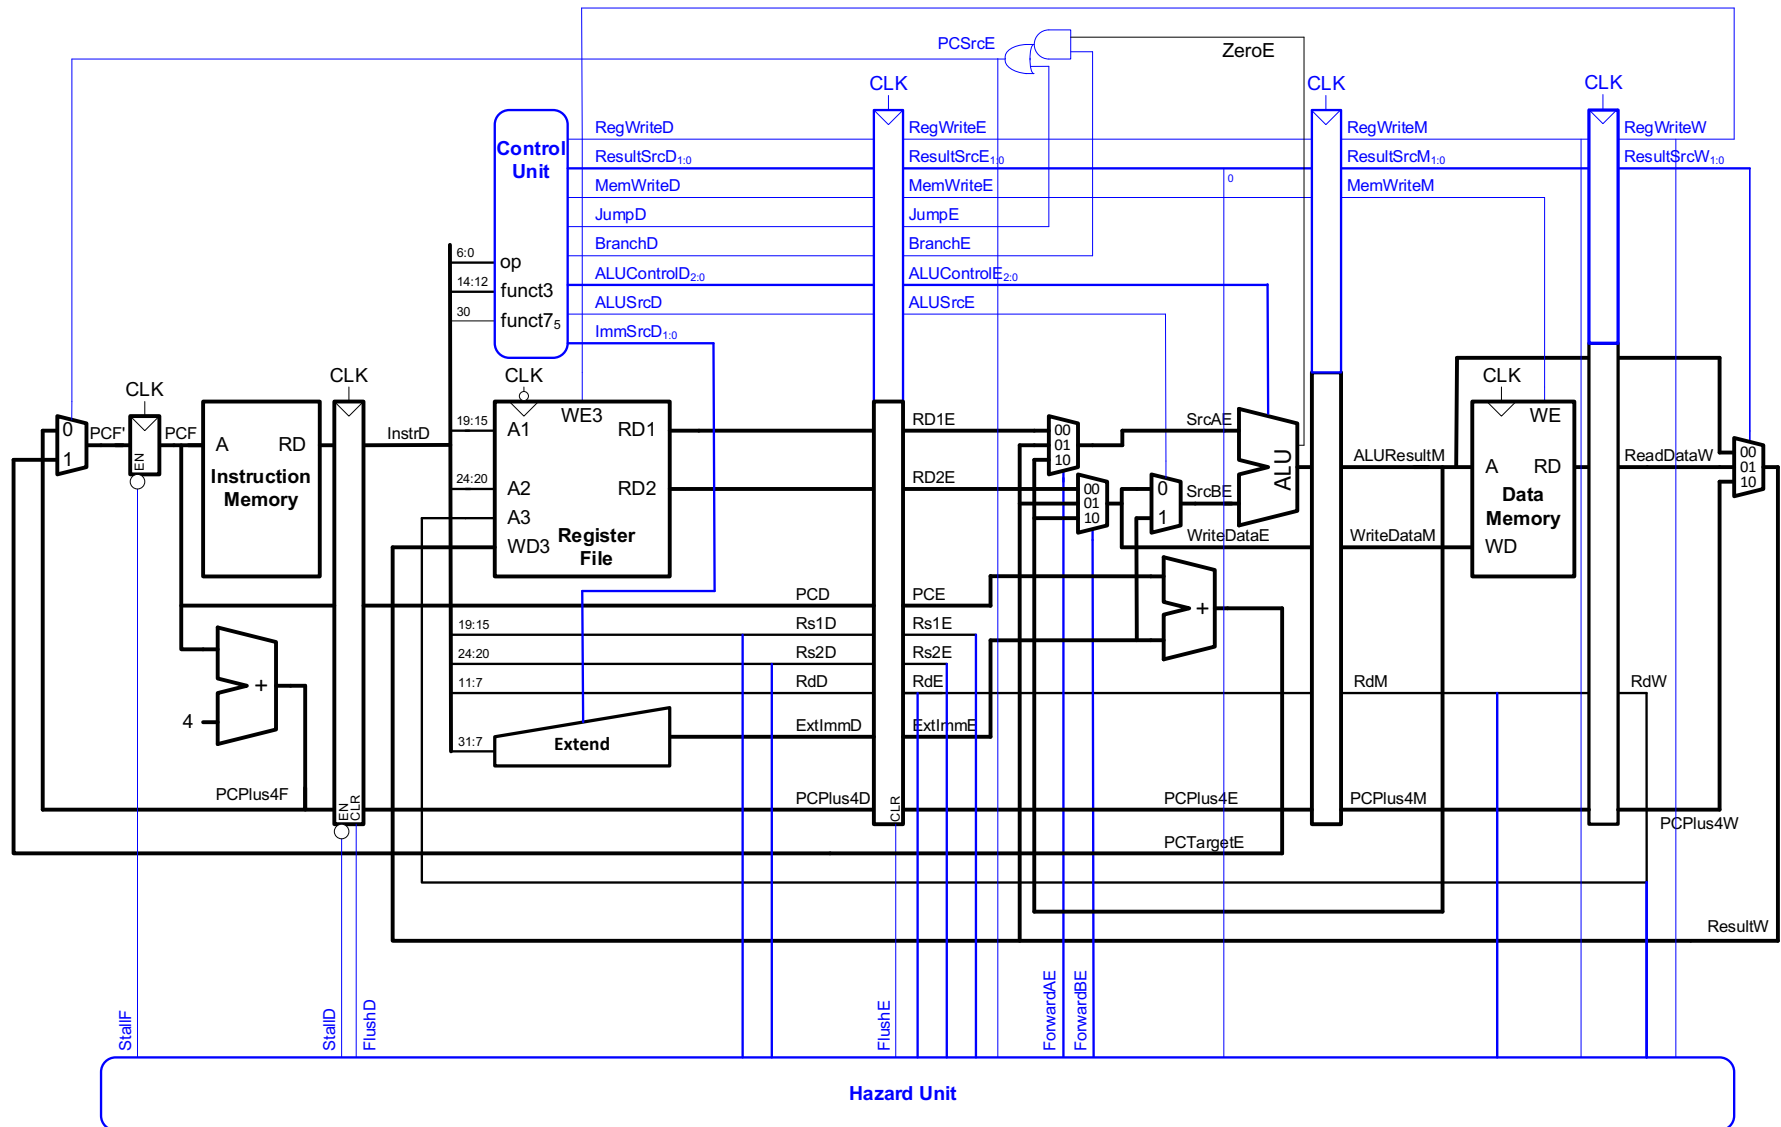 PCSrcE
ZeroE
CLK
CLK
CLK
Control
Unit
op
funct3
funct7₅
6:0
14:12
30
RegWriteD
ResultSrcD₁:₀
MemWriteD
JumpD
BranchD
ALUControlD₂:₀
ALUSrcD
ImmSrcD₁:₀
RegWriteE
ResultSrcE₁:₀
MemWriteE
JumpE
BranchE
ALUControlE₂:₀
ALUSrcE
0
RegWriteM
ResultSrcM₁:₀
MemWriteM
RegWriteW
ResultSrcW₁:₀
CLK
CLK
CLK
CLK
0
1
PCF'
EN
PCF
A
RD
Instruction
Memory
InstrD
19:15
24:20
A1
A2
A3
WD3
WE3
RD1
RD2
Register
File
RD1E
RD2E
00
01
10
00
01
10
0
1
SrcAE
SrcBE
ALU
WriteDataE
ALUResultM
WriteDataM
A
RD
WE
WD
Data
Memory
ReadDataW
00
01
10
PCD
PCE
19:15
Rs1D
Rs1E
24:20
Rs2D
Rs2E
11:7
RdD
RdE
RdM
RdW
+
4
+
31:7
Extend
ExtImmD
ExtImmE
PCPlus4F
EN
CLR
PCPlus4D
CLR
PCPlus4E
PCPlus4M
PCPlus4W
PCTargetE
ResultW
StallF
StallD
FlushD
FlushE
ForwardAE
ForwardBE
Hazard Unit